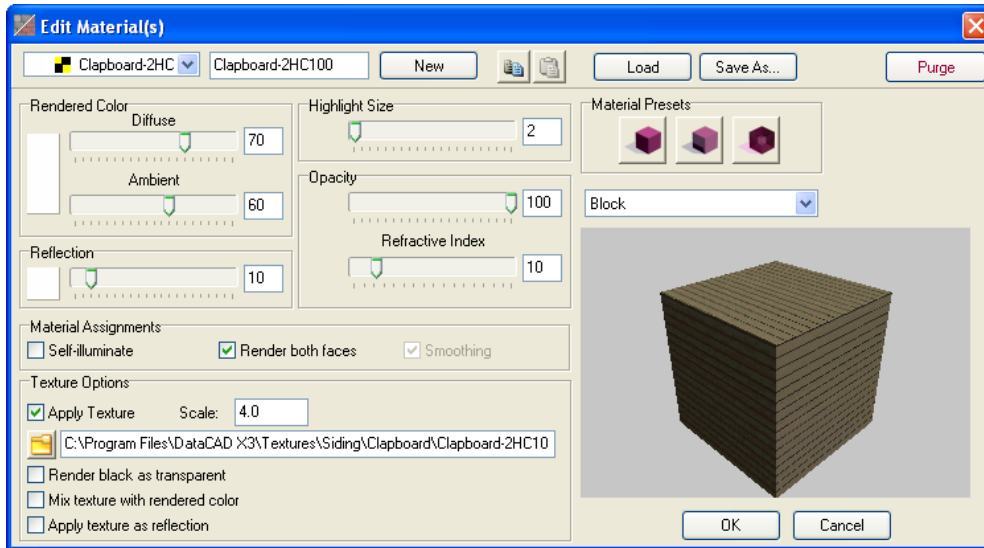 Edit Material(s)
Clapboard-2HC Clapboard-2HC100 New Load Save As... Purge
Rendered Color
Diffuse
70
Ambient
60
Reflection
10
Highlight Size
2
Opacity
100
Refractive Index
10
Material Presets
Block
Material Assignments
Self-illuminate Render both faces Smoothing
Texture Options
Apply Texture Scale: 4.0
C:\Program Files\DataCAD X3\Textures\Siding\Clapboard\Clapboard-2HC10
Render black as transparent
Mix texture with rendered color
Apply texture as reflection
OK Cancel